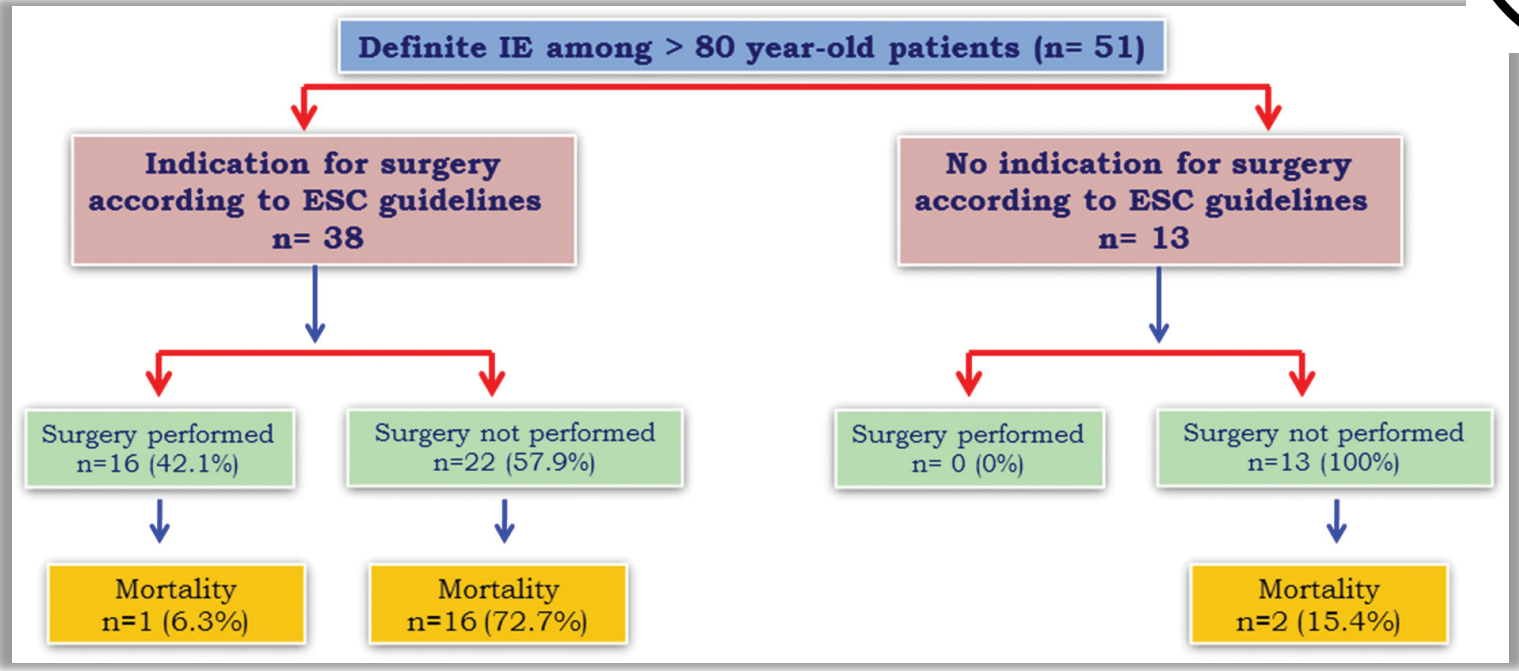 Definite IE among > 80 year-old patients (n= 51)
Indication for surgery
according to ESC guidelines
n= 38
No indication for surgery
according to ESC guidelines
n= 13
Surgery performed
n=16 (42.1%)
Surgery not performed
n=22 (57.9%)
Surgery performed
n= 0 (0%)
Surgery not performed
n=13 (100%)
Mortality
n=1 (6.3%)
Mortality
n=16 (72.7%)
Mortality
n=2 (15.4%)